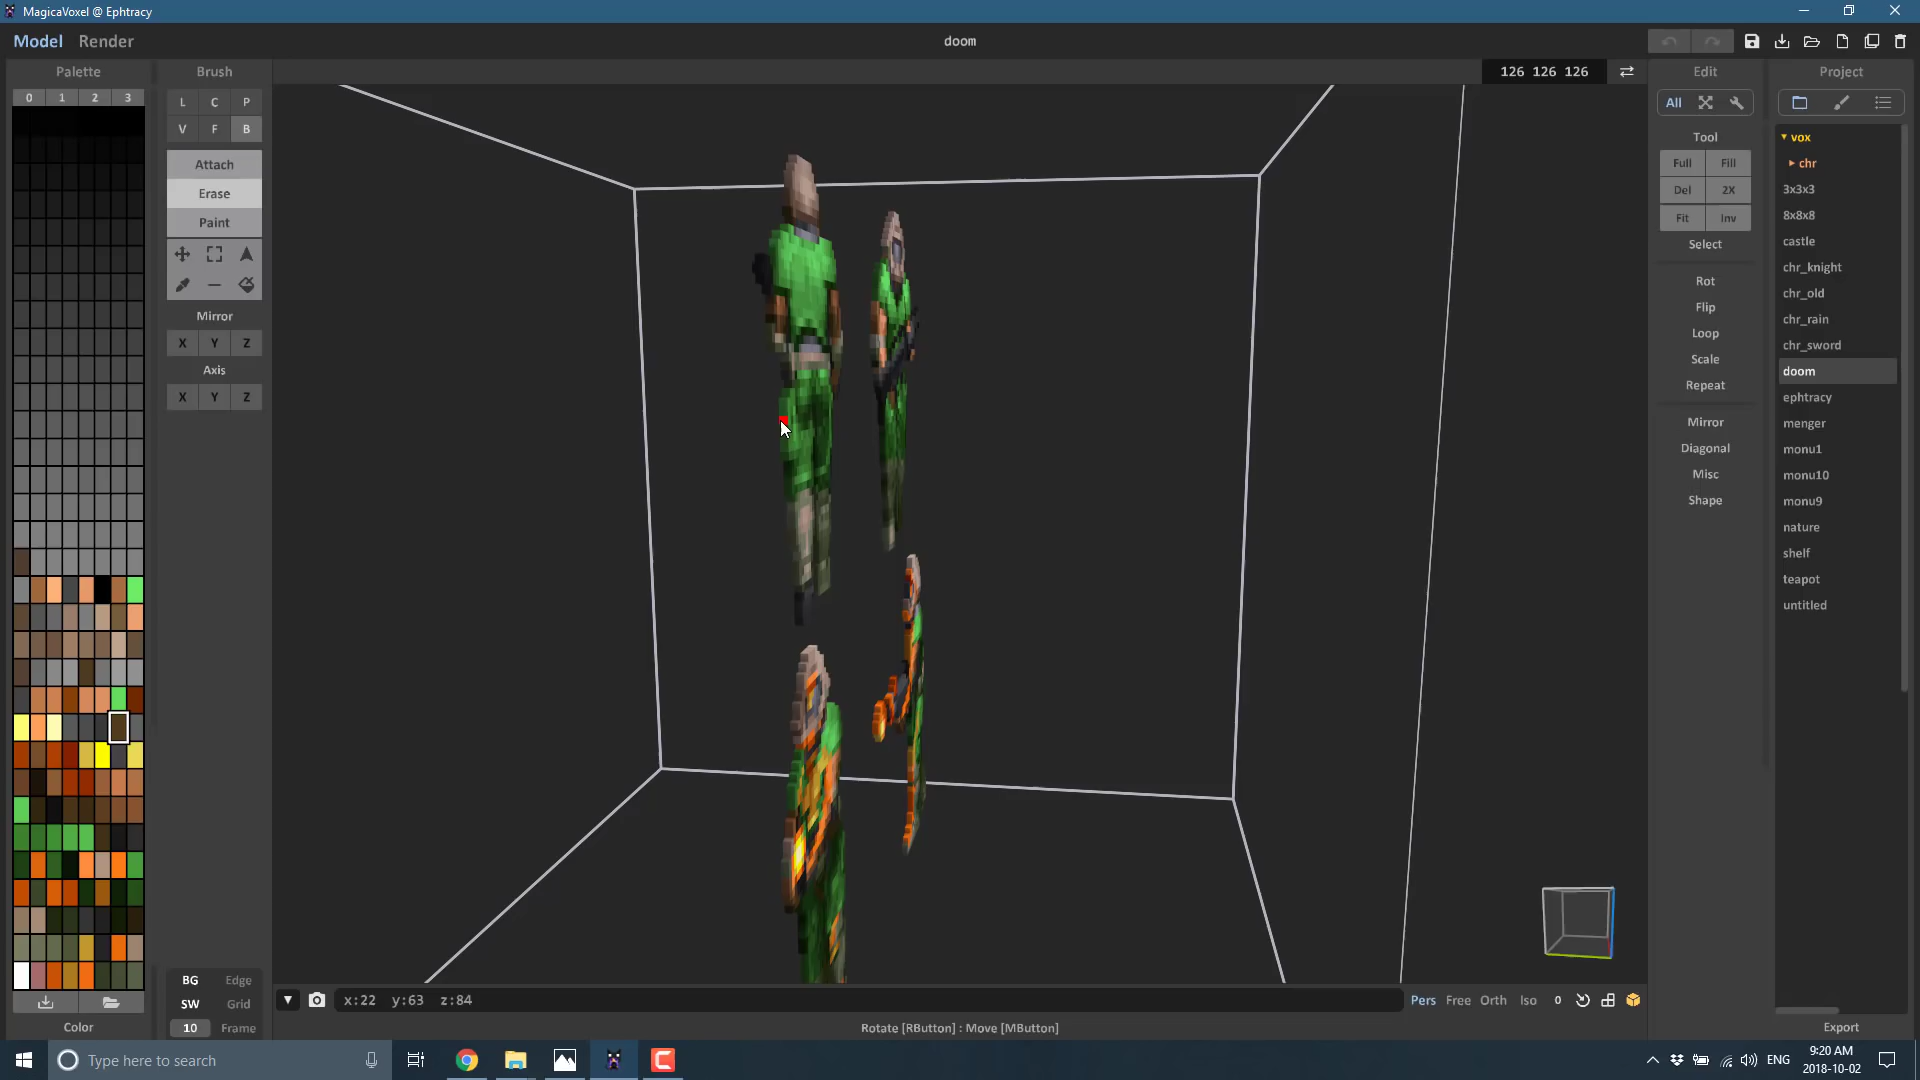 MagicaVoxel @ Ephtracy
Model Render
doom
Palette
0 1 2 3
Color
Brush
L C P
V F B
Attach
Erase
Paint
Mirror
X Y Z
Axis
X Y Z
BG Edge
SW Grid
10 Frame
126 126 126
x:22 y:63 z:84
Pers Free Orth Iso 0
Rotate [RButton] : Move [MButton]
Edit
All
Tool
Full Fill
Del 2X
Fit Inv
Select
Rot
Flip
Loop
Scale
Repeat
Mirror
Diagonal
Misc
Shape
Project
vox
chr
3x3x3
8x8x8
castle
chr_knight
chr_old
chr_rain
chr_sword
doom
ephtracy
menger
monu1
monu10
monu9
nature
shelf
teapot
untitled
Export
Type here to search
ENG
9:20 AM
2018-10-02